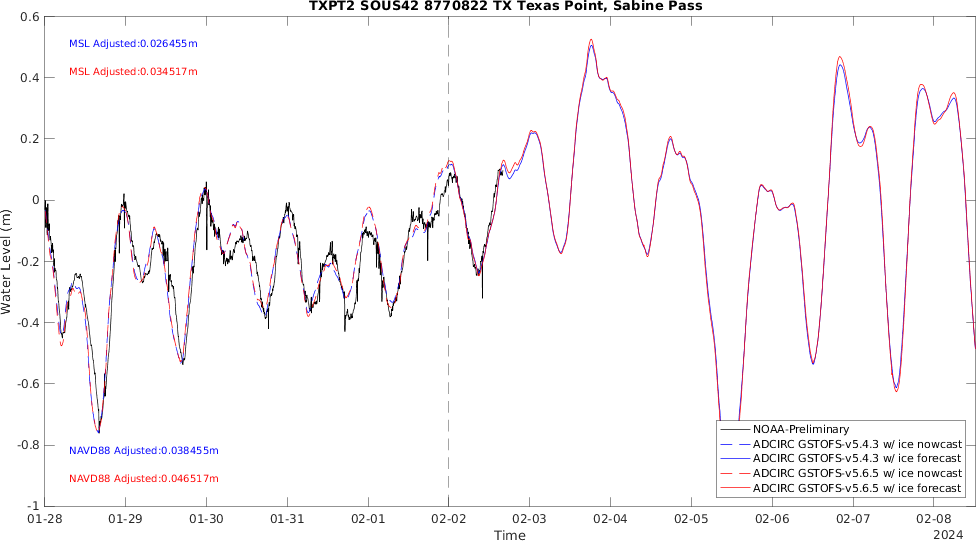 TXPT2 SOUS42 8770822 TX Texas Point, Sabine Pass
0.6
MSL Adjusted:0.026455m
MSL Adjusted:0.034517m
0.4
0.2
0
-0.2
-0.4
-0.6
-0.8
-1
Water Level (m)
NAVD88 Adjusted:0.038455m
NAVD88 Adjusted:0.046517m
NOAA-Preliminary
ADCIRC GSTOFS-v5.4.3 w/ ice nowcast
ADCIRC GSTOFS-v5.4.3 w/ ice forecast
ADCIRC GSTOFS-v5.6.5 w/ ice nowcast
ADCIRC GSTOFS-v5.6.5 w/ ice forecast
01-28 01-29 01-30 01-31 02-01 02-02 02-03 02-04 02-05 02-06 02-07 02-08
Time
2024